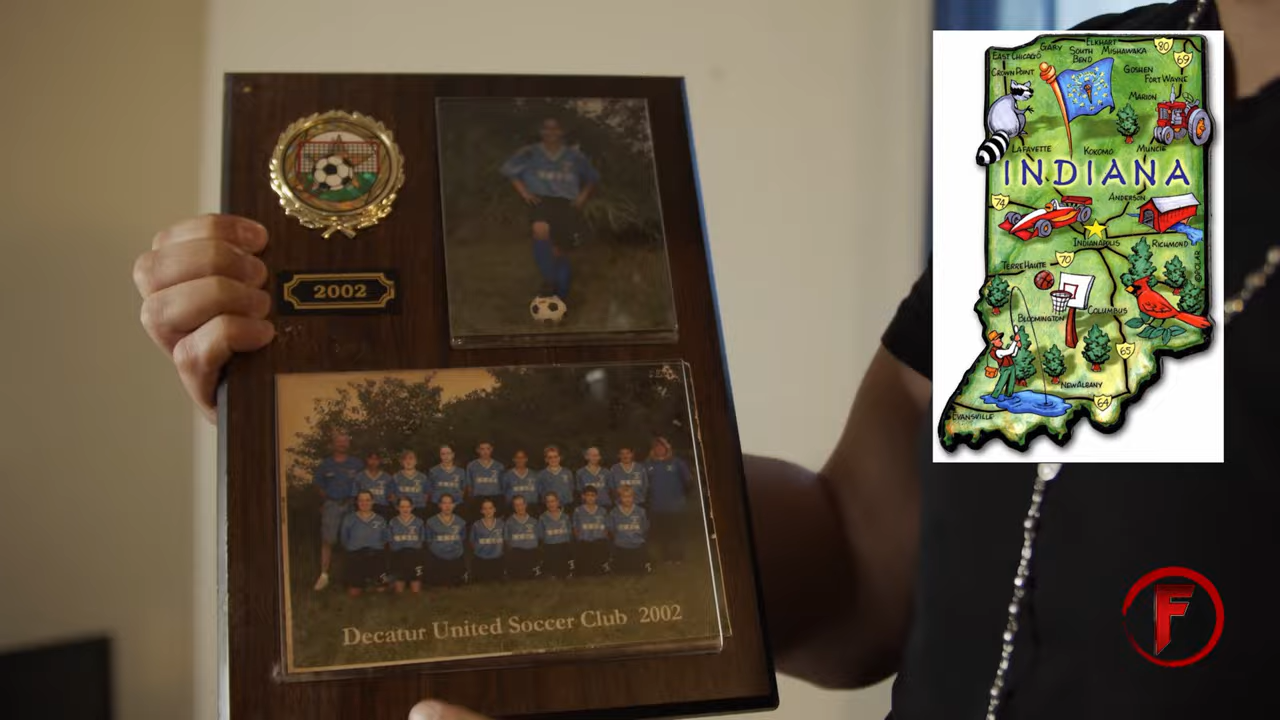 2002
Decatur United Soccer Club 2002
EAST CHICAGO
GARY
SOUTH
BEND
ELKHART
MISHAWAKA
80
69
CROWN POINT
GOSHEN
FORT WAYNE
MARION
LAFAYETTE
KOKOMO
MUNCIE
INDIANA
74
ANDERSON
INDIANAPOLIS
RICHMOND
TERRE HAUTE
70
BLOOMINGTON
COLUMBUS
65
NEW ALBANY
64
EVANSVILLE
F